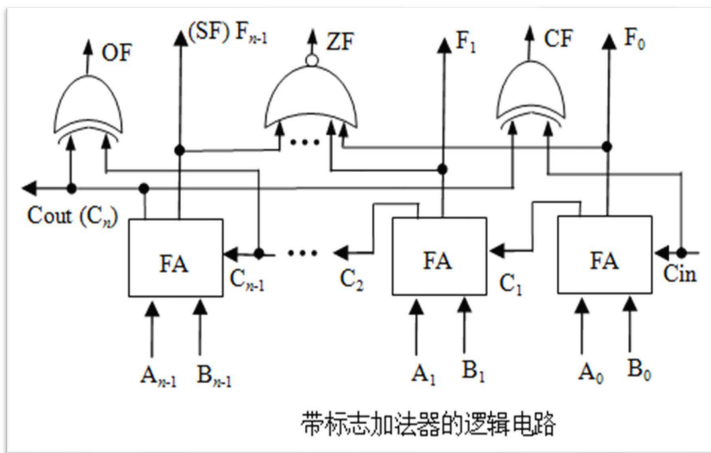 OF
(SF) Fn-1
ZF
F1
CF
F0
Cout (Cn)
FA
Cn-1
•••
C2
FA
C1
FA
Cin
An-1
Bn-1
A1
B1
A0
B0
带标志加法器的逻辑电路